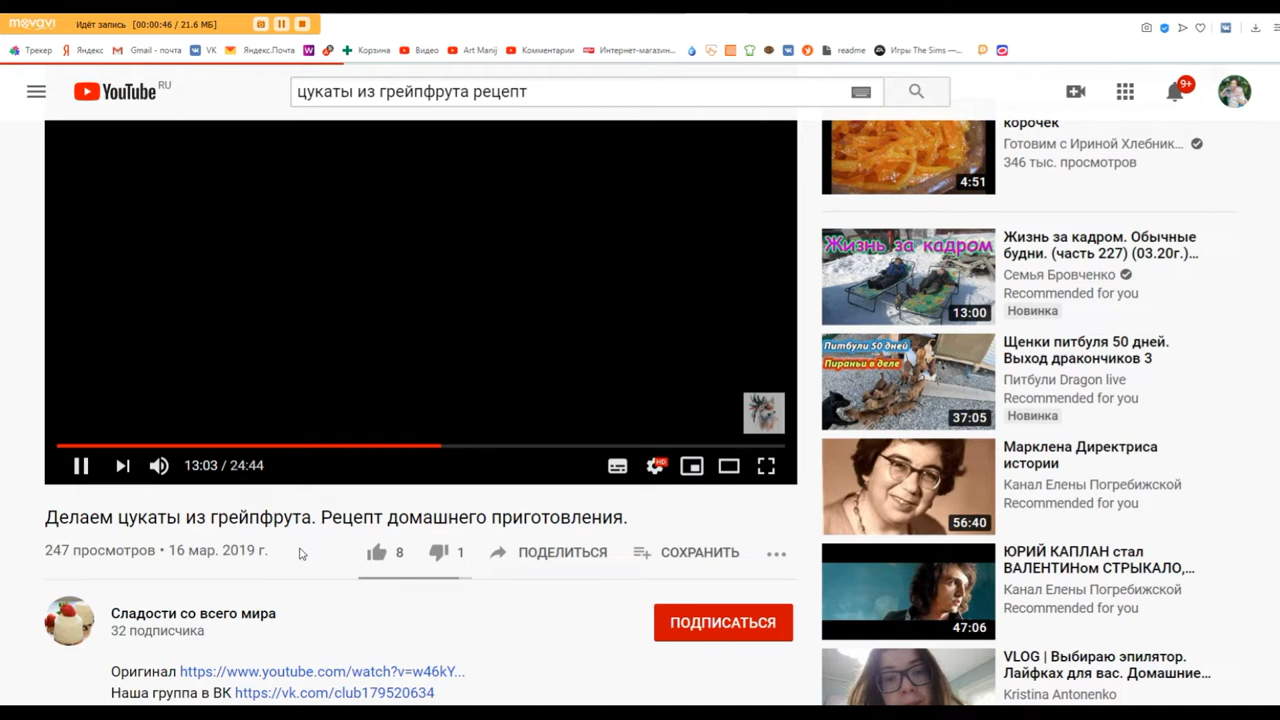 movavi Идёт запись [00:00:46 / 21.6 МБ]
Трекер Яндекс Gmail - почта VK Яндекс.Почта Корзина Видео Art Manij Комментарии Интернет-магазин... readme Игры The Sims —...
YouTube RU
цукаты из грейпфрута рецепт
9+
корочек
Готовим с Ириной Хлебник...
346 тыс. просмотров
4:51
Жизнь за кадром
13:00
Жизнь за кадром. Обычные
будни. (часть 227) (03.20г.)...
Семья Бровченко
Recommended for you
Новинка
Питбули 50 дней
Пираньи в деле
37:05
Щенки питбуля 50 дней.
Выход дракончиков 3
Питбули Dragon live
Recommended for you
Новинка
56:40
Марклена Директриса
истории
Канал Елены Погребижской
Recommended for you
47:06
ЮРИЙ КАПЛАН стал
ВАЛЕНТИНом СТРЫКАЛО,...
Канал Елены Погребижской
Recommended for you
VLOG | Выбираю эпилятор.
Лайфках для вас. Домашние...
Kristina Antonenko
13:03 / 24:44
HD
Делаем цукаты из грейпфрута. Рецепт домашнего приготовления.
247 просмотров • 16 мар. 2019 г.
8 1 ПОДЕЛИТЬСЯ СОХРАНИТЬ
Сладости со всего мира
32 подписчика
ПОДПИСАТЬСЯ
Оригинал https://www.youtube.com/watch?v=w46kY...
Наша группа в ВК https://vk.com/club179520634